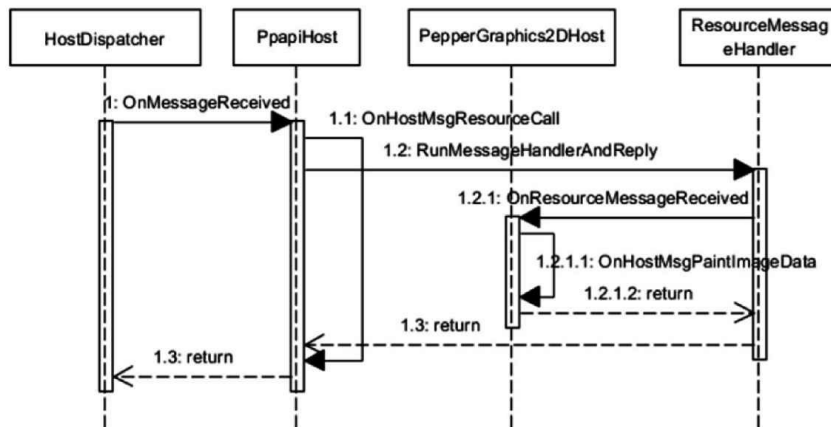 HostDispatcher
PpapiHost
PepperGraphics2DHost
ResourceMessag
eHandler
1: OnMessageReceived
1.1: OnHostMsgResourceCall
1.2: RunMessageHandlerAndReply
1.2.1: OnResourceMessageReceived
1.2.1.1: OnHostMsgPaintImageData
1.2.1.2: return
1.3: return
1.3: return